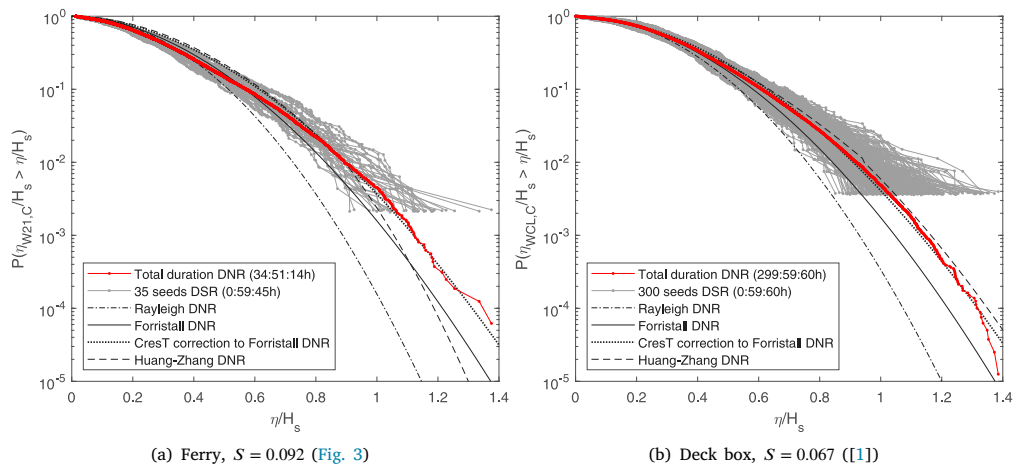 10^0
10^-1
10^-2
10^-3
10^-4
10^-5
P(η_W21,C/H_s > η/H_s)
Total duration DNR (34:51:14h)
35 seeds DSR (0:59:45h)
Rayleigh DNR
Forristall DNR
CresT correction to Forristall DNR
Huang-Zhang DNR
0 0.2 0.4 0.6 0.8 1 1.2 1.4
η/H_s
(a) Ferry, S = 0.092 (Fig. 3)
10^0
10^-1
10^-2
10^-3
10^-4
10^-5
P(η_WCL,C/H_s > η/H_s)
Total duration DNR (299:59:60h)
300 seeds DSR (0:59:60h)
Rayleigh DNR
Forristall DNR
CresT correction to Forristall DNR
Huang-Zhang DNR
0 0.2 0.4 0.6 0.8 1 1.2 1.4
η/H_s
(b) Deck box, S = 0.067 ([1])